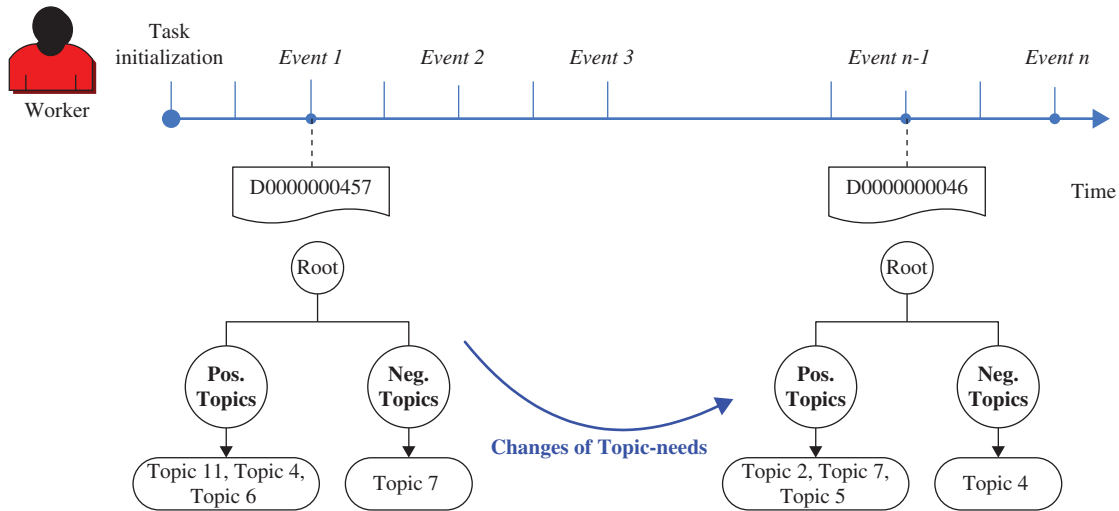 Task
initialization
Event 1
Event 2
Event 3
Event n-1
Event n
Worker
D0000000457
D0000000046
Time
Root
Root
Pos.
Topics
Neg.
Topics
Pos.
Topics
Neg.
Topics
Changes of Topic-needs
Topic 11, Topic 4,
Topic 6
Topic 7
Topic 2, Topic 7,
Topic 5
Topic 4